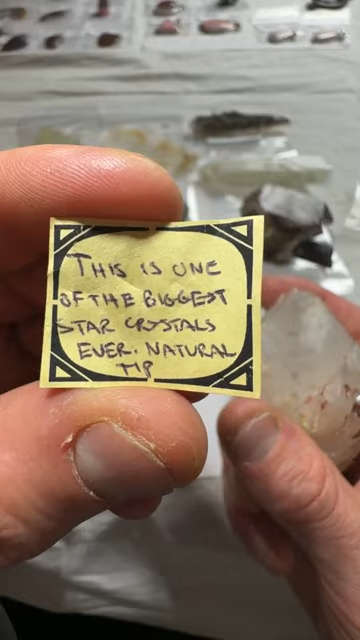 THIS IS ONE
OF THE BIGGEST
STAR CRYSTALS
EVER. NATURAL
TIP